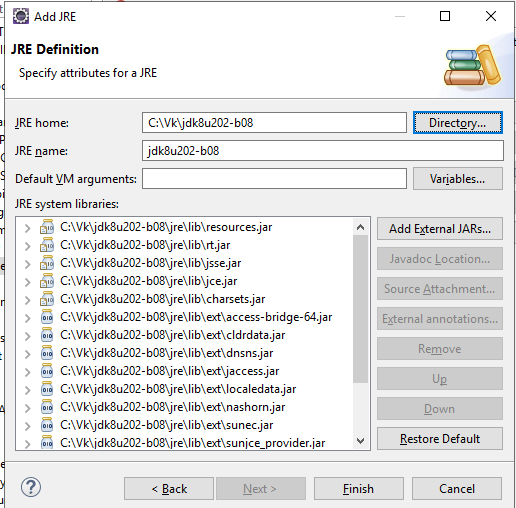 Add JRE
JRE Definition
Specify attributes for a JRE
JRE home: C:\Vk\jdk8u202-b08 Directory...
JRE name: jdk8u202-b08
Default VM arguments: Variables...
JRE system libraries:
C:\Vk\jdk8u202-b08\jre\lib\resources.jar Add External JARs...
C:\Vk\jdk8u202-b08\jre\lib\rt.jar
C:\Vk\jdk8u202-b08\jre\lib\jsse.jar Javadoc Location...
C:\Vk\jdk8u202-b08\jre\lib\jce.jar Source Attachment...
C:\Vk\jdk8u202-b08\jre\lib\charsets.jar
C:\Vk\jdk8u202-b08\jre\lib\ext\access-bridge-64.jar External annotations...
C:\Vk\jdk8u202-b08\jre\lib\ext\cldrdata.jar Remove
C:\Vk\jdk8u202-b08\jre\lib\ext\dnsns.jar
C:\Vk\jdk8u202-b08\jre\lib\ext\jaccess.jar Up
C:\Vk\jdk8u202-b08\jre\lib\ext\localedata.jar
C:\Vk\jdk8u202-b08\jre\lib\ext\nashorn.jar Down
C:\Vk\jdk8u202-b08\jre\lib\ext\sunec.jar
C:\Vk\jdk8u202-b08\jre\lib\ext\sunjce_provider.jar Restore Default
? < Back Next > Finish Cancel